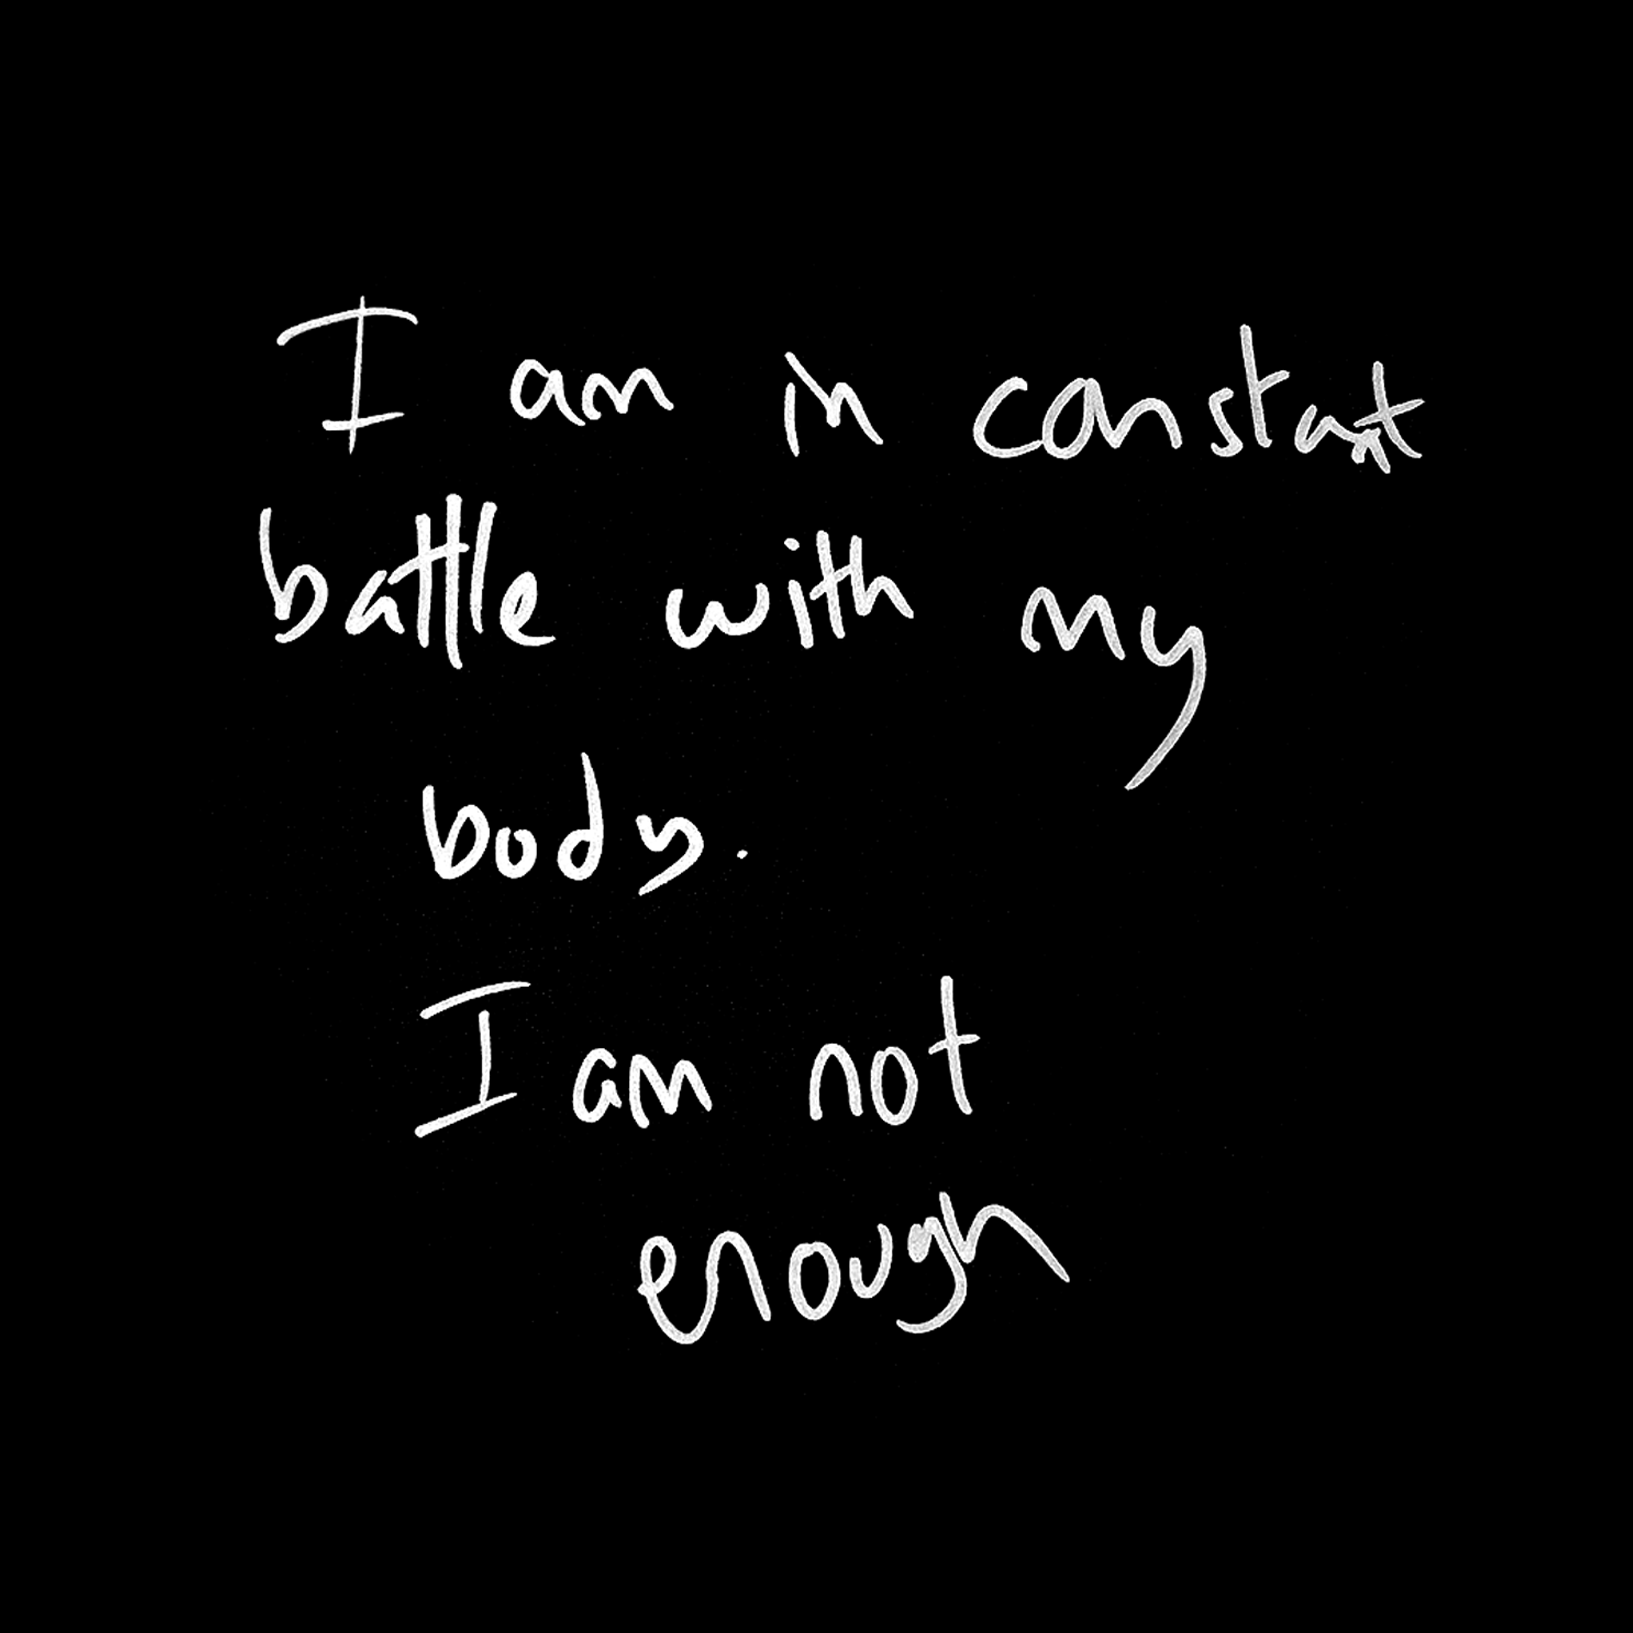 I am in constant
battle with my
body.
I am not
enough